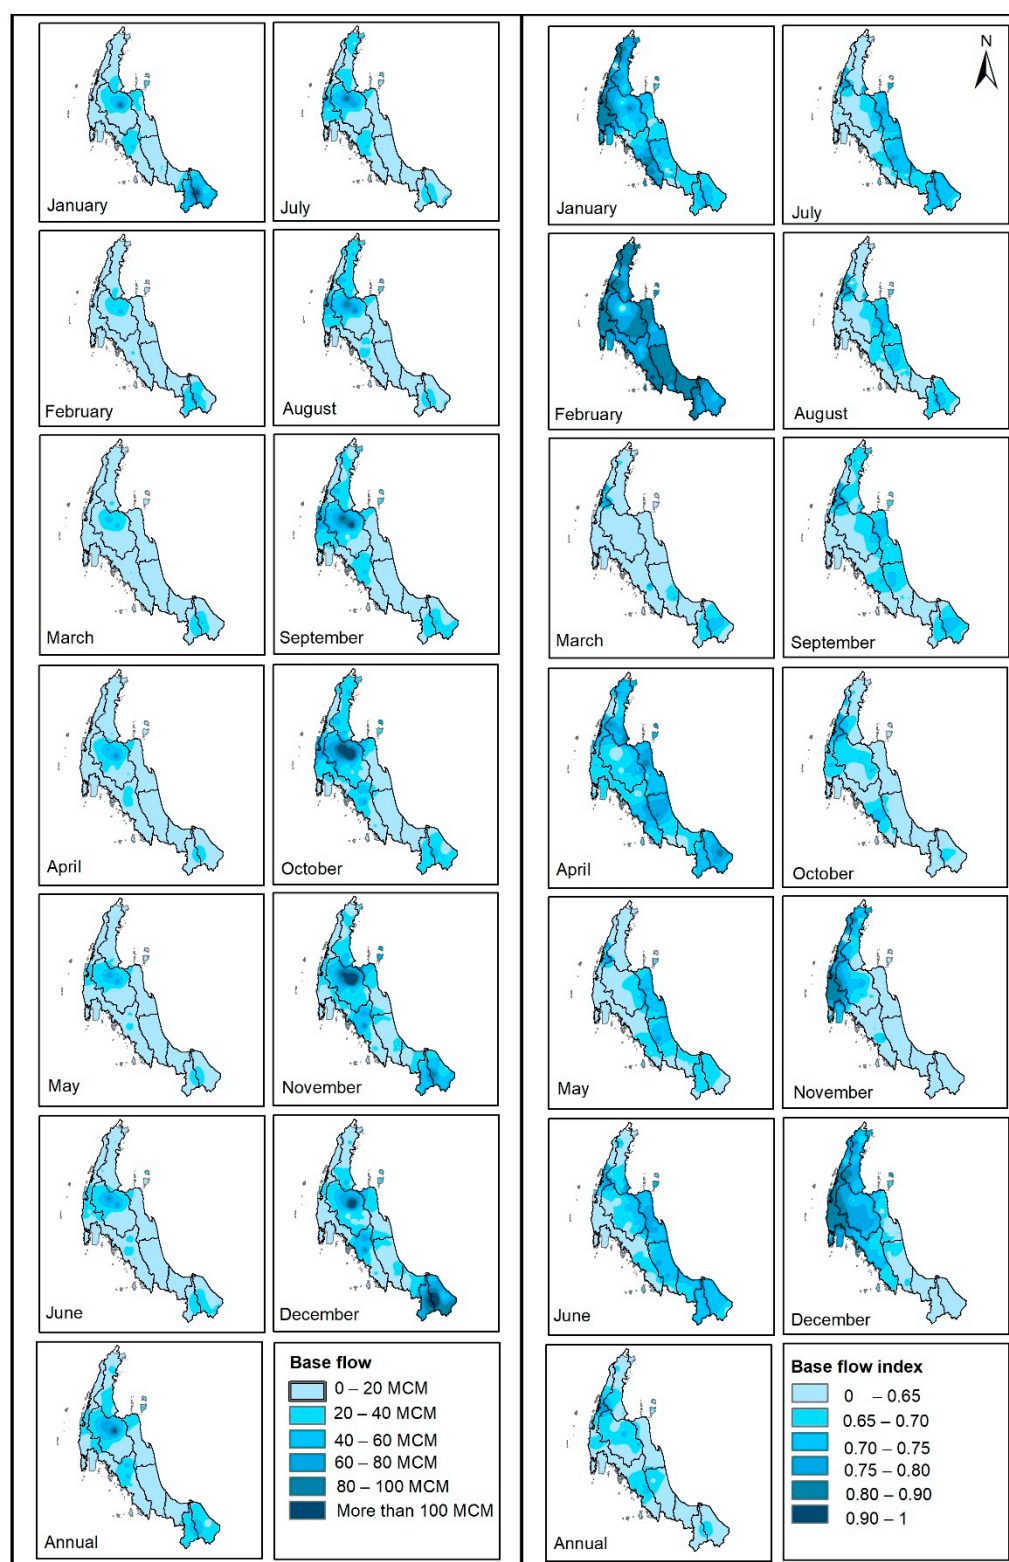 January
July
February
August
March
September
April
October
May
November
June
December
Annual
Base flow
0 – 20 MCM
20 – 40 MCM
40 – 60 MCM
60 – 80 MCM
80 – 100 MCM
More than 100 MCM
N
January
July
February
August
March
September
April
October
May
November
June
December
Annual
Base flow index
0 – 0.65
0.65 – 0.70
0.70 – 0.75
0.75 – 0.80
0.80 – 0.90
0.90 – 1